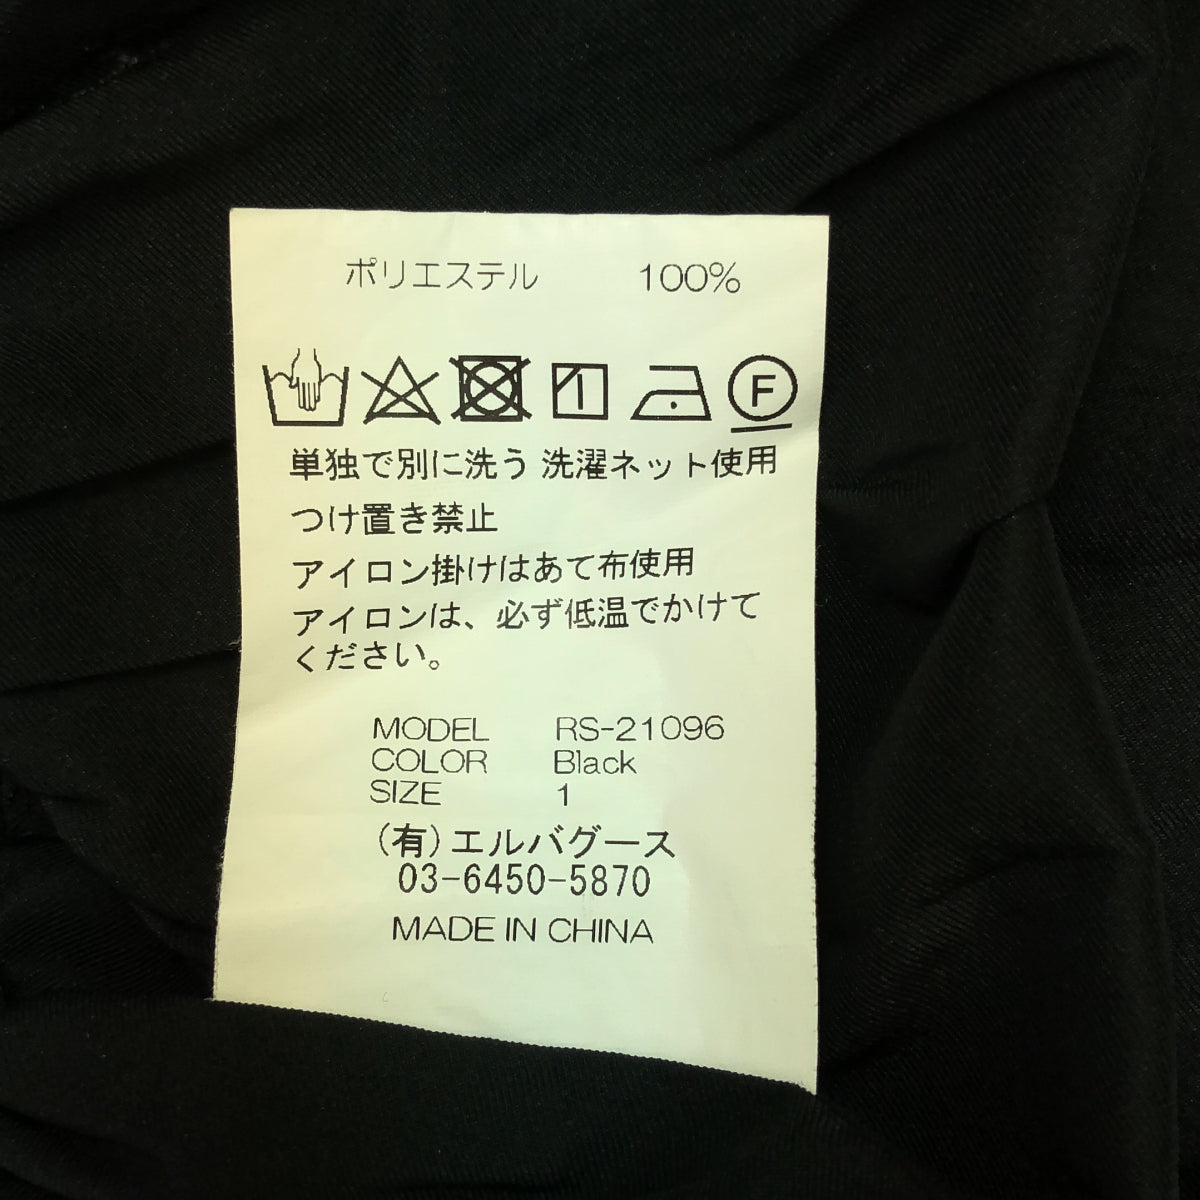 ポリエステル 100%
F
単独で別に洗う 洗濯ネット使用
つけ置き禁止
アイロン掛けはあて布使用
アイロンは、必ず低温でかけて
ください。
MODEL RS-21096
COLOR Black
SIZE 1
(有)エルバグース
03-6450-5870
MADE IN CHINA